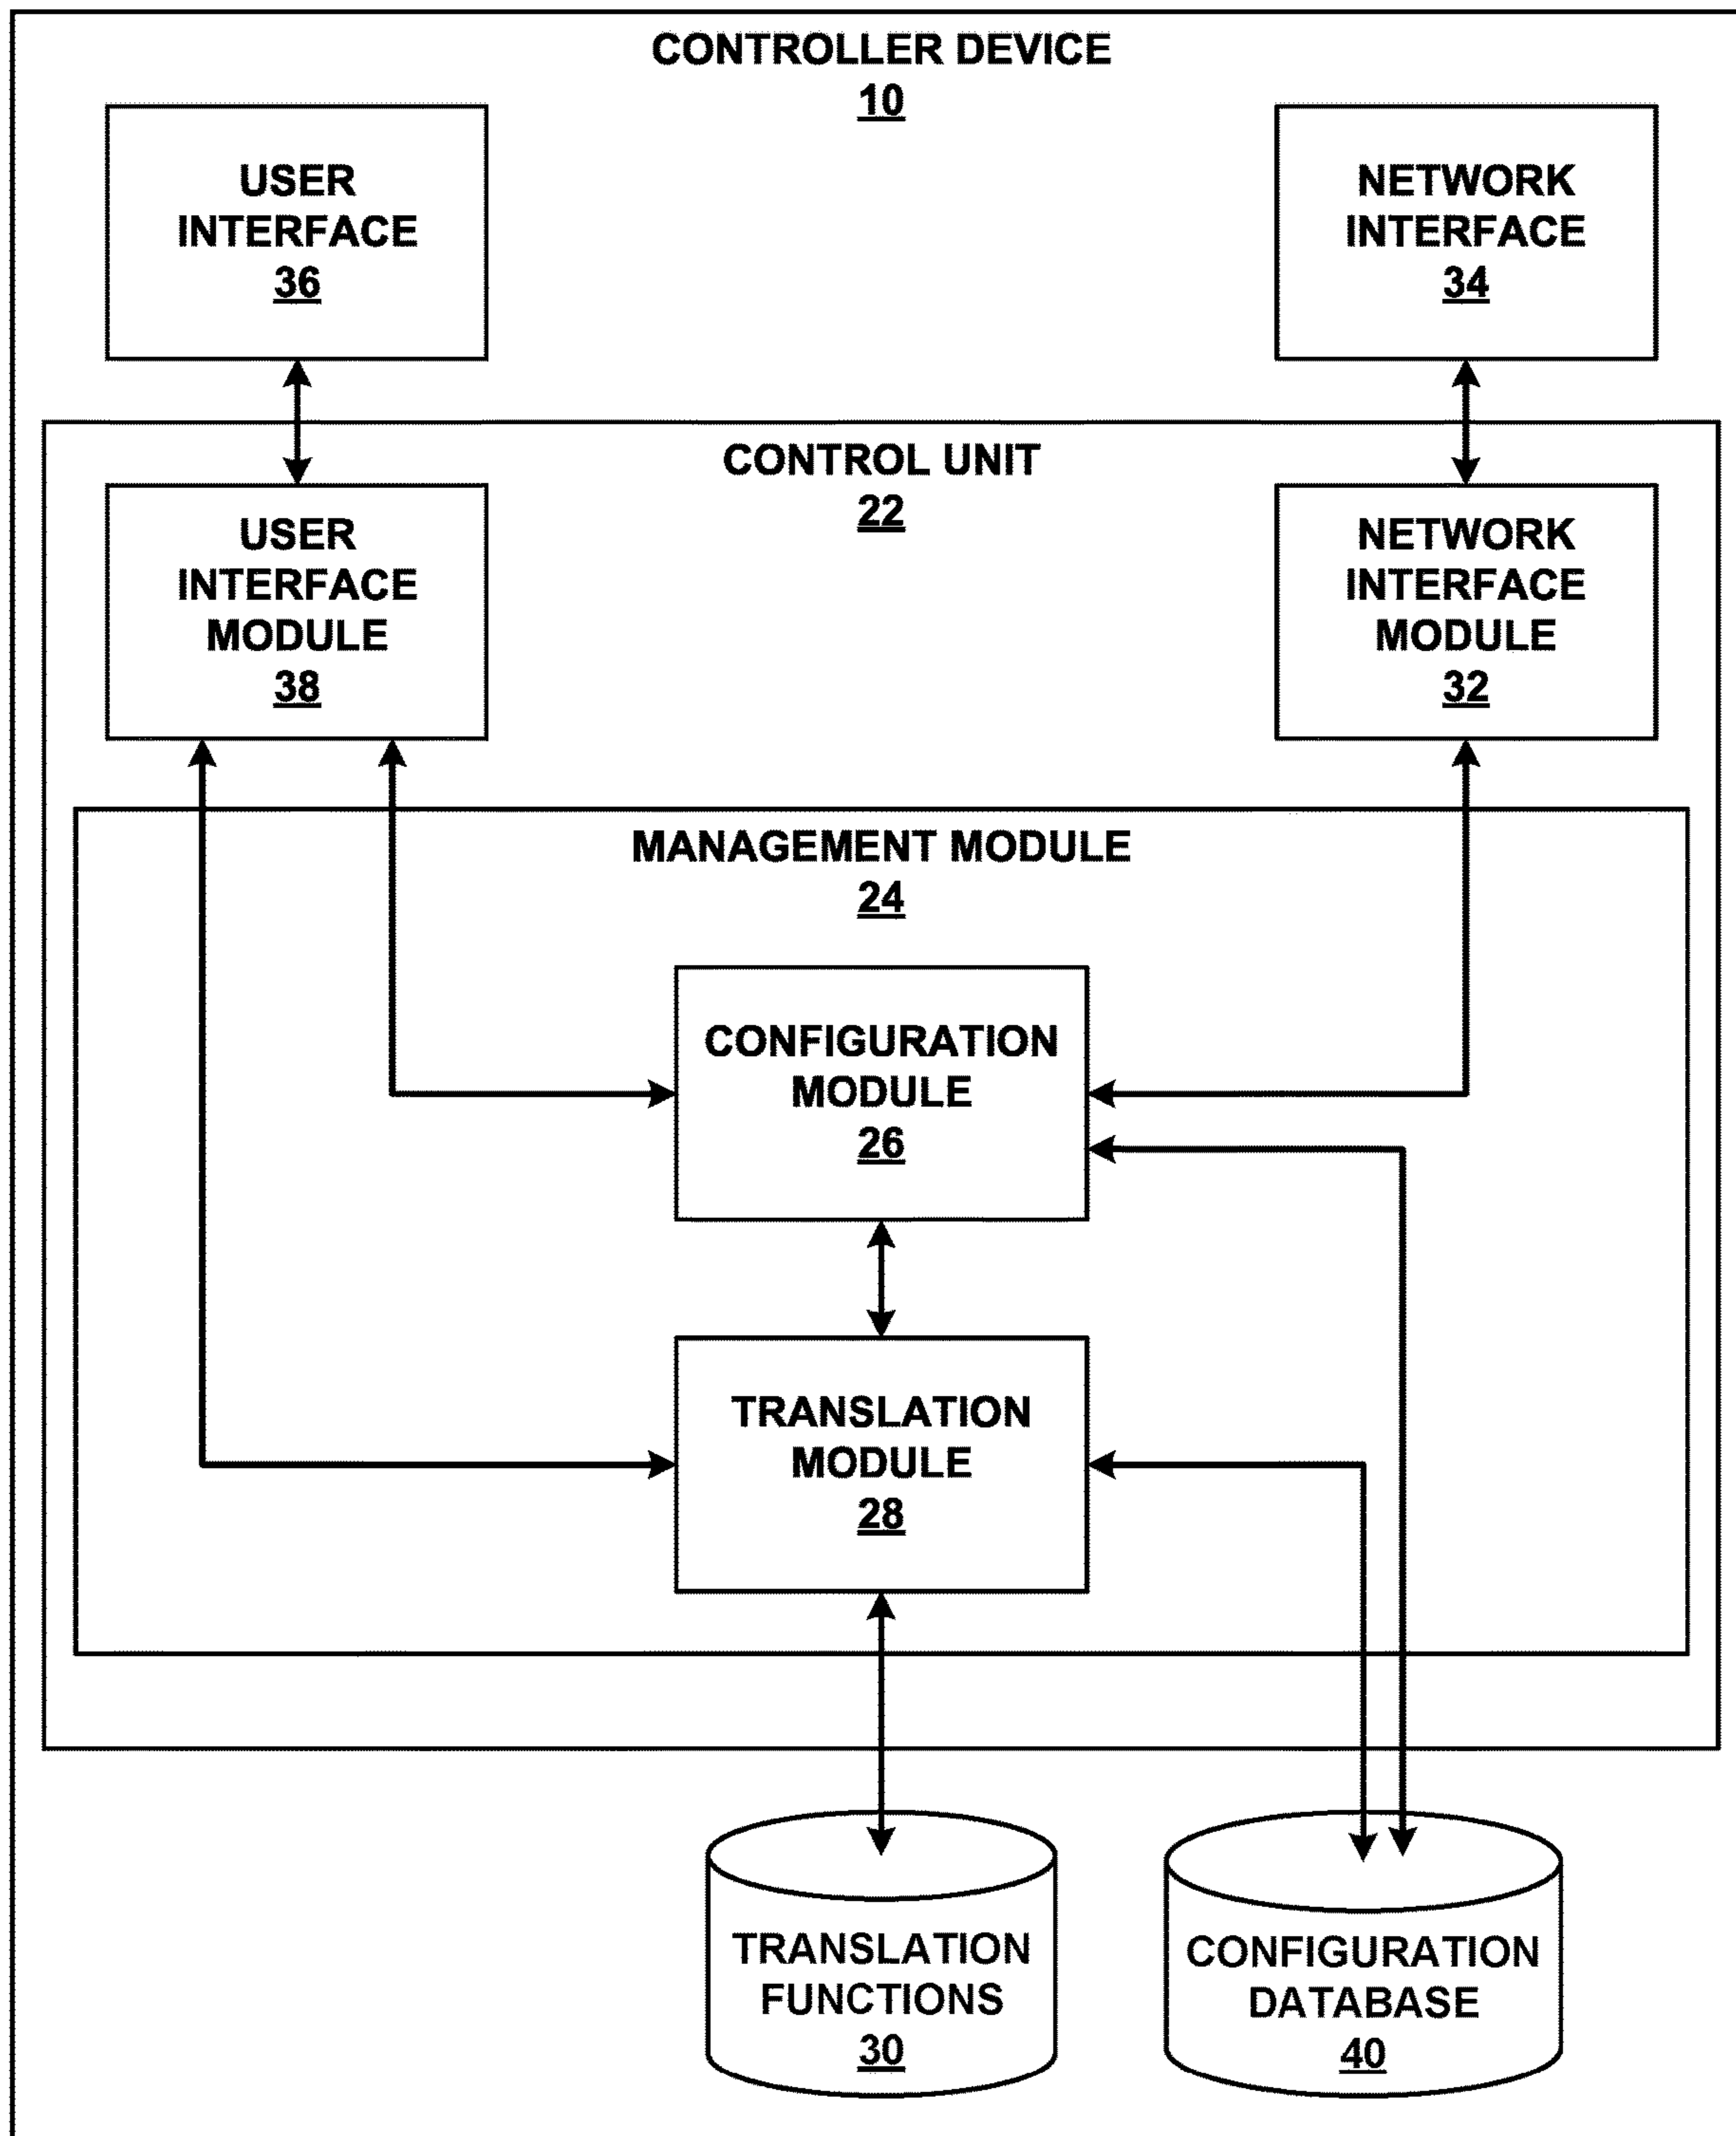 CONTROLLER DEVICE
10
USER
INTERFACE
36
NETWORK
INTERFACE
34
CONTROL UNIT
22
USER
INTERFACE
MODULE
38
NETWORK
INTERFACE
MODULE
32
MANAGEMENT MODULE
24
CONFIGURATION
MODULE
26
TRANSLATION
MODULE
28
TRANSLATION
FUNCTIONS
30
CONFIGURATION
DATABASE
40